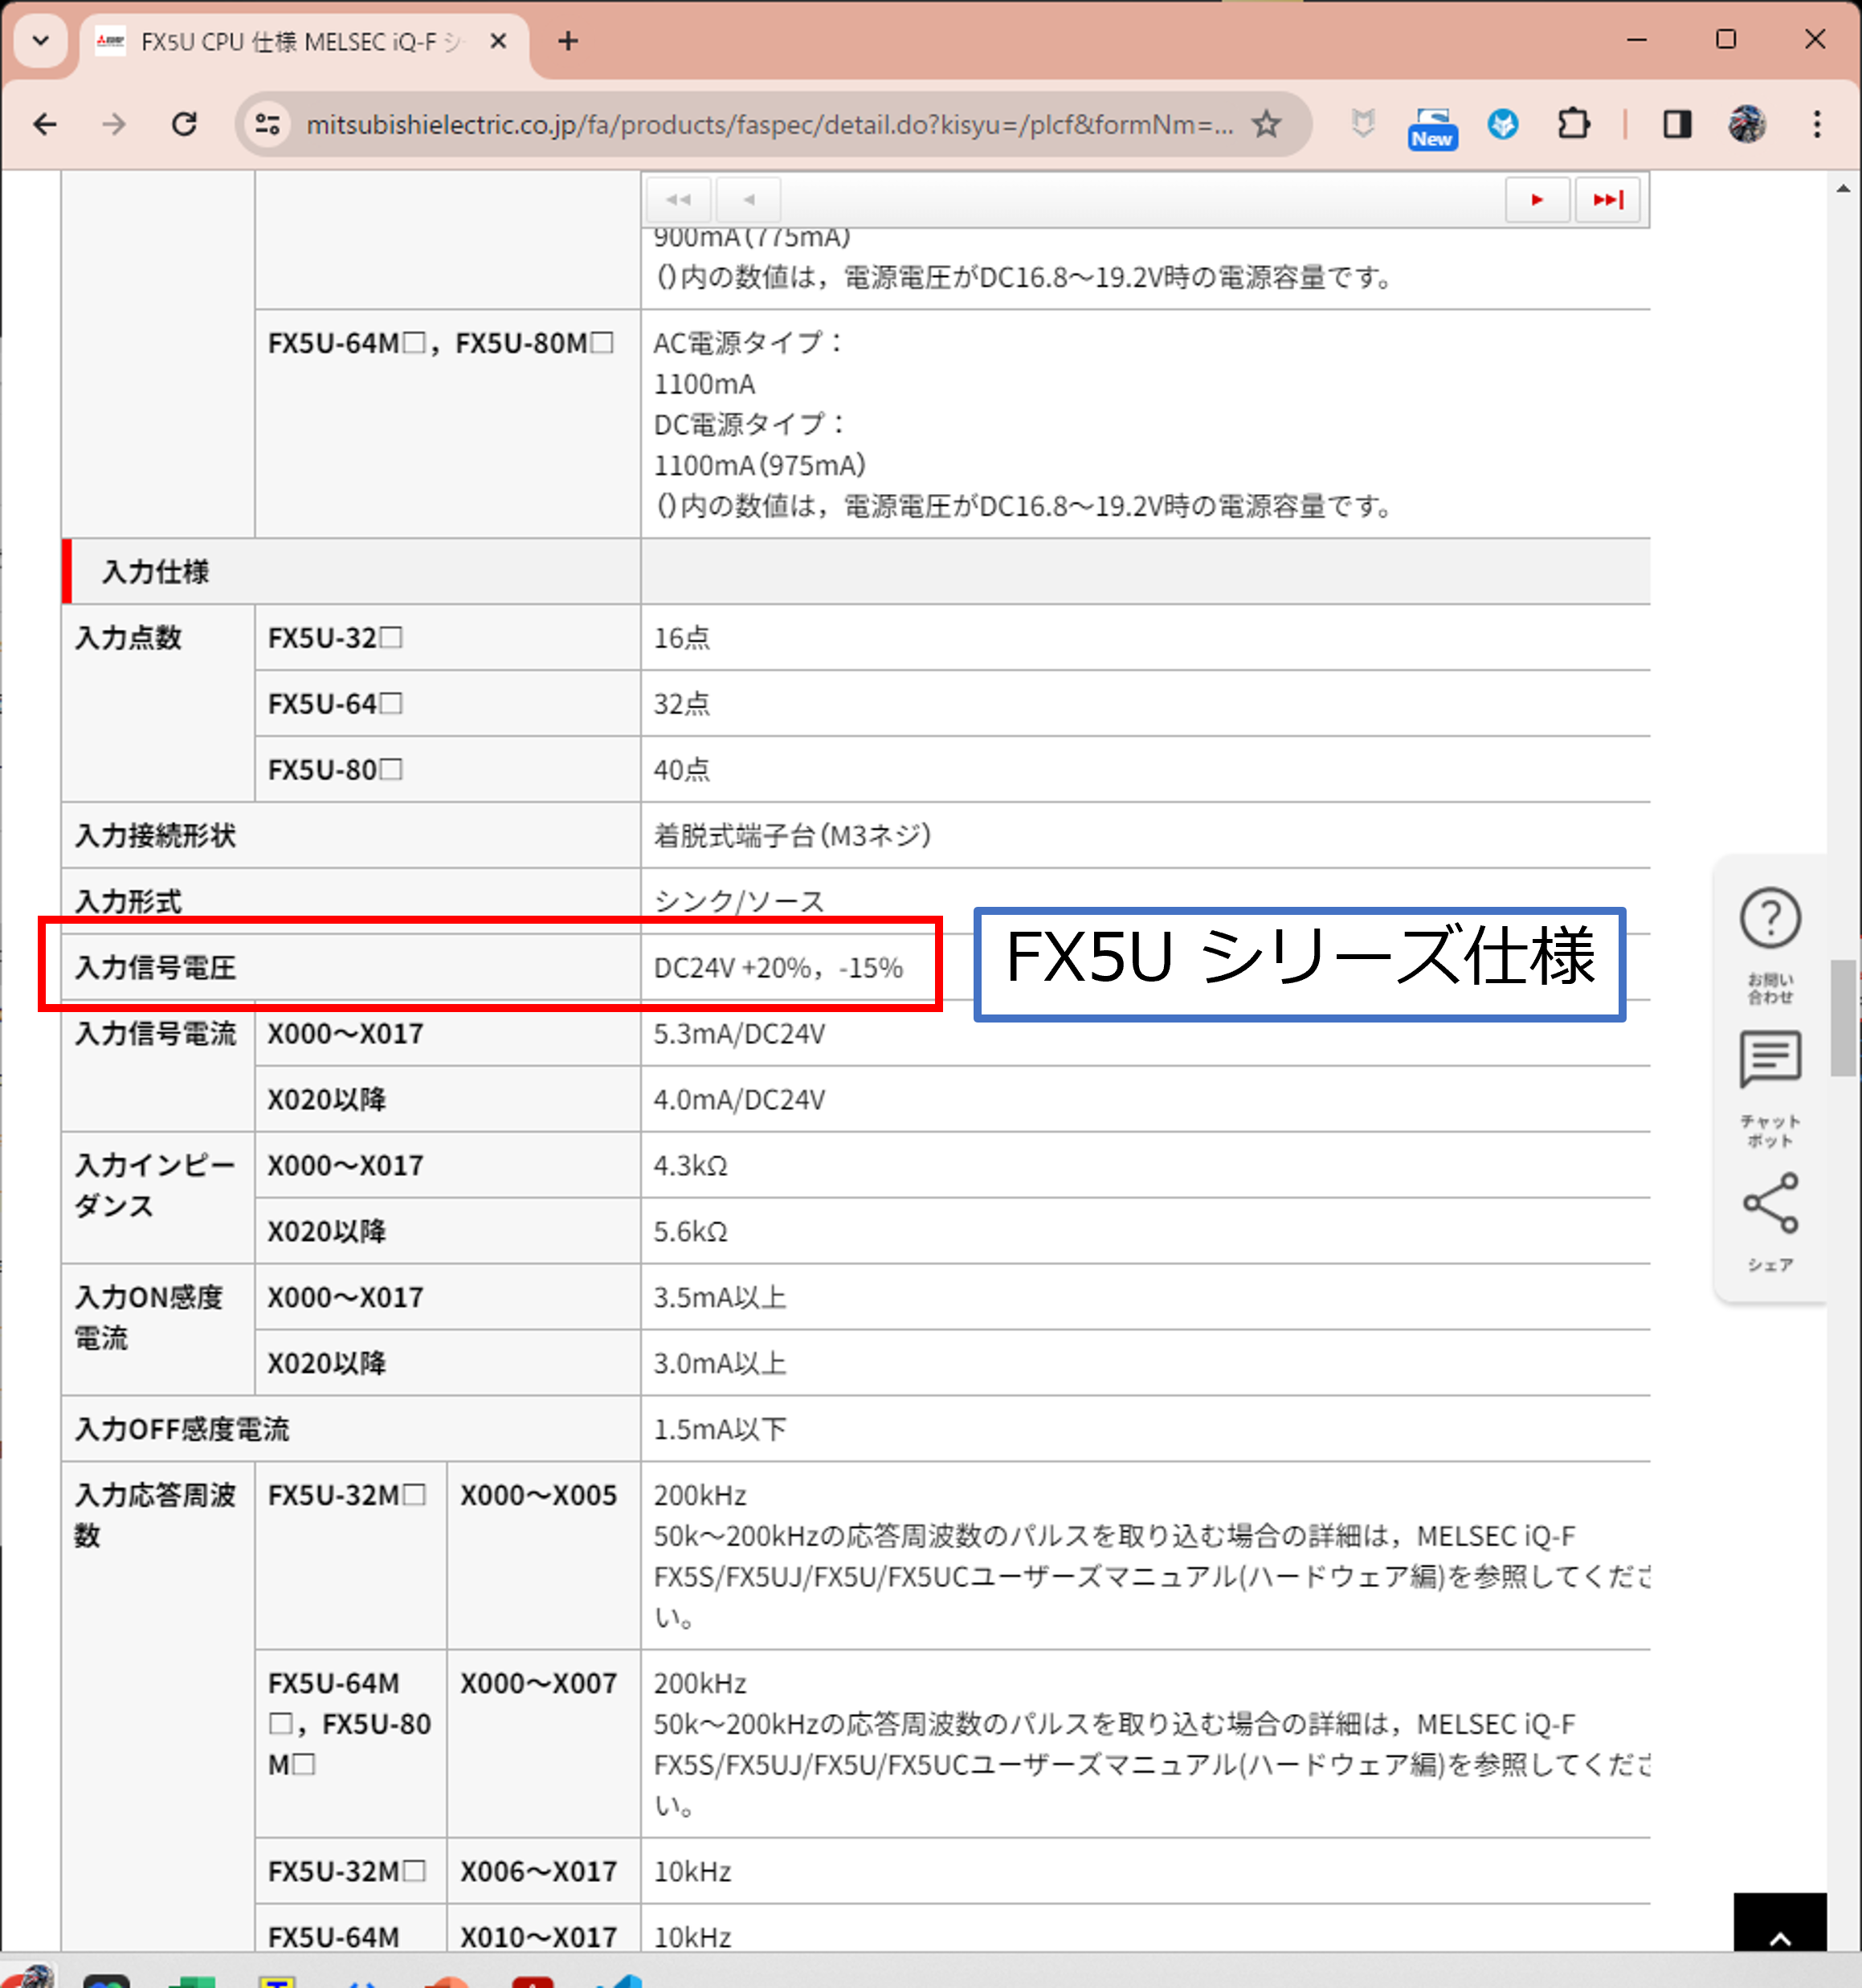 FX5U CPU 仕様 MELSEC iQ-F シ
mitsubishielectric.co.jp/fa/products/faspec/detail.do?kisyu=/plcf&formNm=...
New
900mA(775mA)
()内の数値は，電源電圧がDC16.8～19.2V時の電源容量です。
FX5U-64M□，FX5U-80M□
AC電源タイプ：
1100mA
DC電源タイプ：
1100mA(975mA)
()内の数値は，電源電圧がDC16.8～19.2V時の電源容量です。
入力仕様
入力点数
FX5U-32□
16点
FX5U-64□
32点
FX5U-80□
40点
入力接続形状
着脱式端子台(M3ネジ)
入力形式
シンク/ソース
入力信号電圧
DC24V +20%，-15%
FX5U シリーズ仕様
入力信号電流
X000～X017
5.3mA/DC24V
X020以降
4.0mA/DC24V
入力インピー
ダンス
X000～X017
4.3kΩ
X020以降
5.6kΩ
入力ON感度
電流
X000～X017
3.5mA以上
X020以降
3.0mA以上
入力OFF感度電流
1.5mA以下
入力応答周波
数
FX5U-32M□
X000～X005
200kHz
50k～200kHzの応答周波数のパルスを取り込む場合の詳細は，MELSEC iQ-F
FX5S/FX5UJ/FX5U/FX5UCユーザーズマニュアル(ハードウェア編)を参照してくださ
い。
FX5U-64M
□，FX5U-80
M□
X000～X007
200kHz
50k～200kHzの応答周波数のパルスを取り込む場合の詳細は，MELSEC iQ-F
FX5S/FX5UJ/FX5U/FX5UCユーザーズマニュアル(ハードウェア編)を参照してくださ
い。
FX5U-32M□
X006～X017
10kHz
FX5U-64M
X010～X017
10kHz
お問い
合わせ
チャット
ボット
シェア